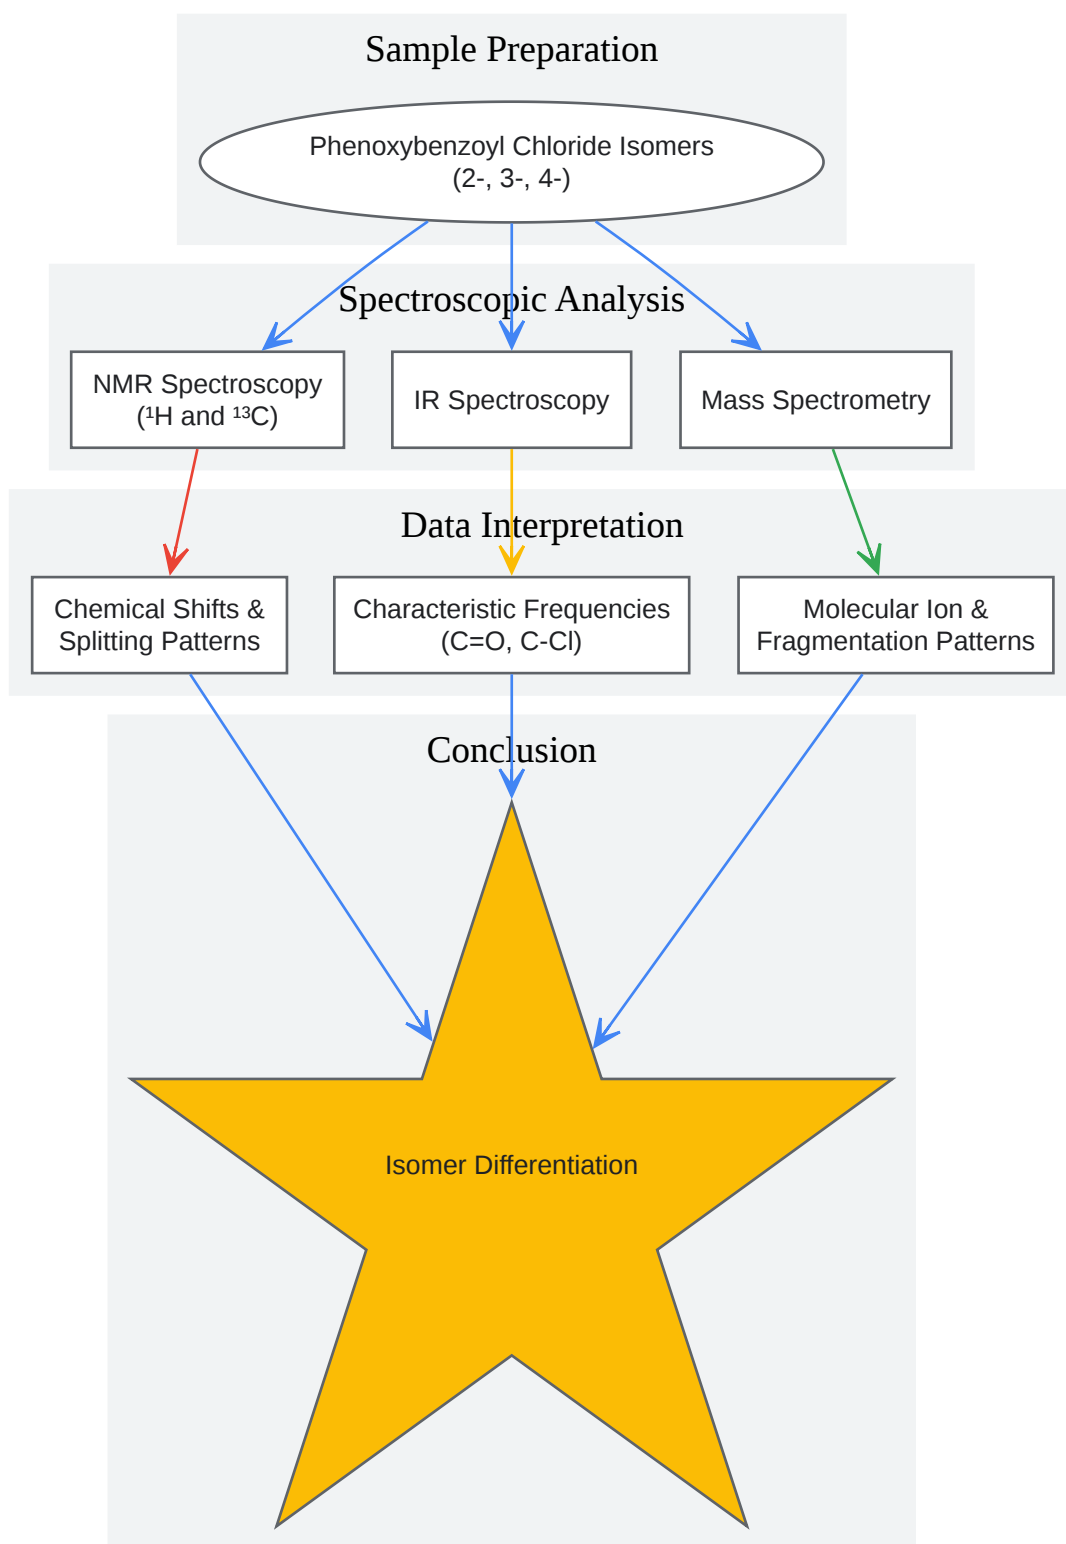 Sample Preparation
Phenoxybenzoyl Chloride Isomers
(2-, 3-, 4-)
Spectroscopic Analysis
NMR Spectroscopy
(¹H and ¹³C)
IR Spectroscopy
Mass Spectrometry
Data Interpretation
Chemical Shifts &
Splitting Patterns
Characteristic Frequencies
(C=O, C-Cl)
Molecular Ion &
Fragmentation Patterns
Conclusion
Isomer Differentiation